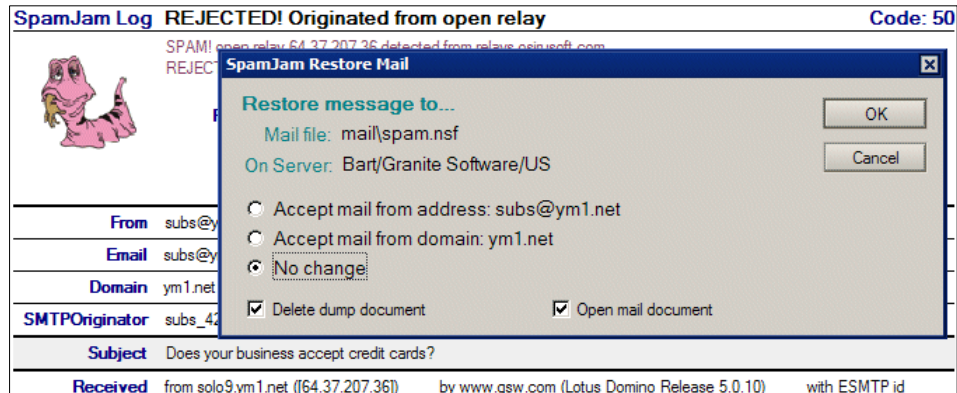 SpamJam Log REJECTED! Originated from open relay Code: 50
SPAM! open relay 64.37.207.36 detected from relays.osirusoft.com
REJECT
SpamJam Restore Mail
Restore message to...
Mail file: mail\spam.nsf
On Server: Bart/Granite Software/US
OK
Cancel
Accept mail from address: subs@ym1.net
Accept mail from domain: ym1.net
No change
Delete dump document Open mail document
From subs@y
Email subs@y
Domain ym1.net
SMTPOriginator subs_42
Subject Does your business accept credit cards?
Received from solo9.ym1.net ([64.37.207.36]) by www.gsw.com (Lotus Domino Release 5.0.10) with ESMTP id